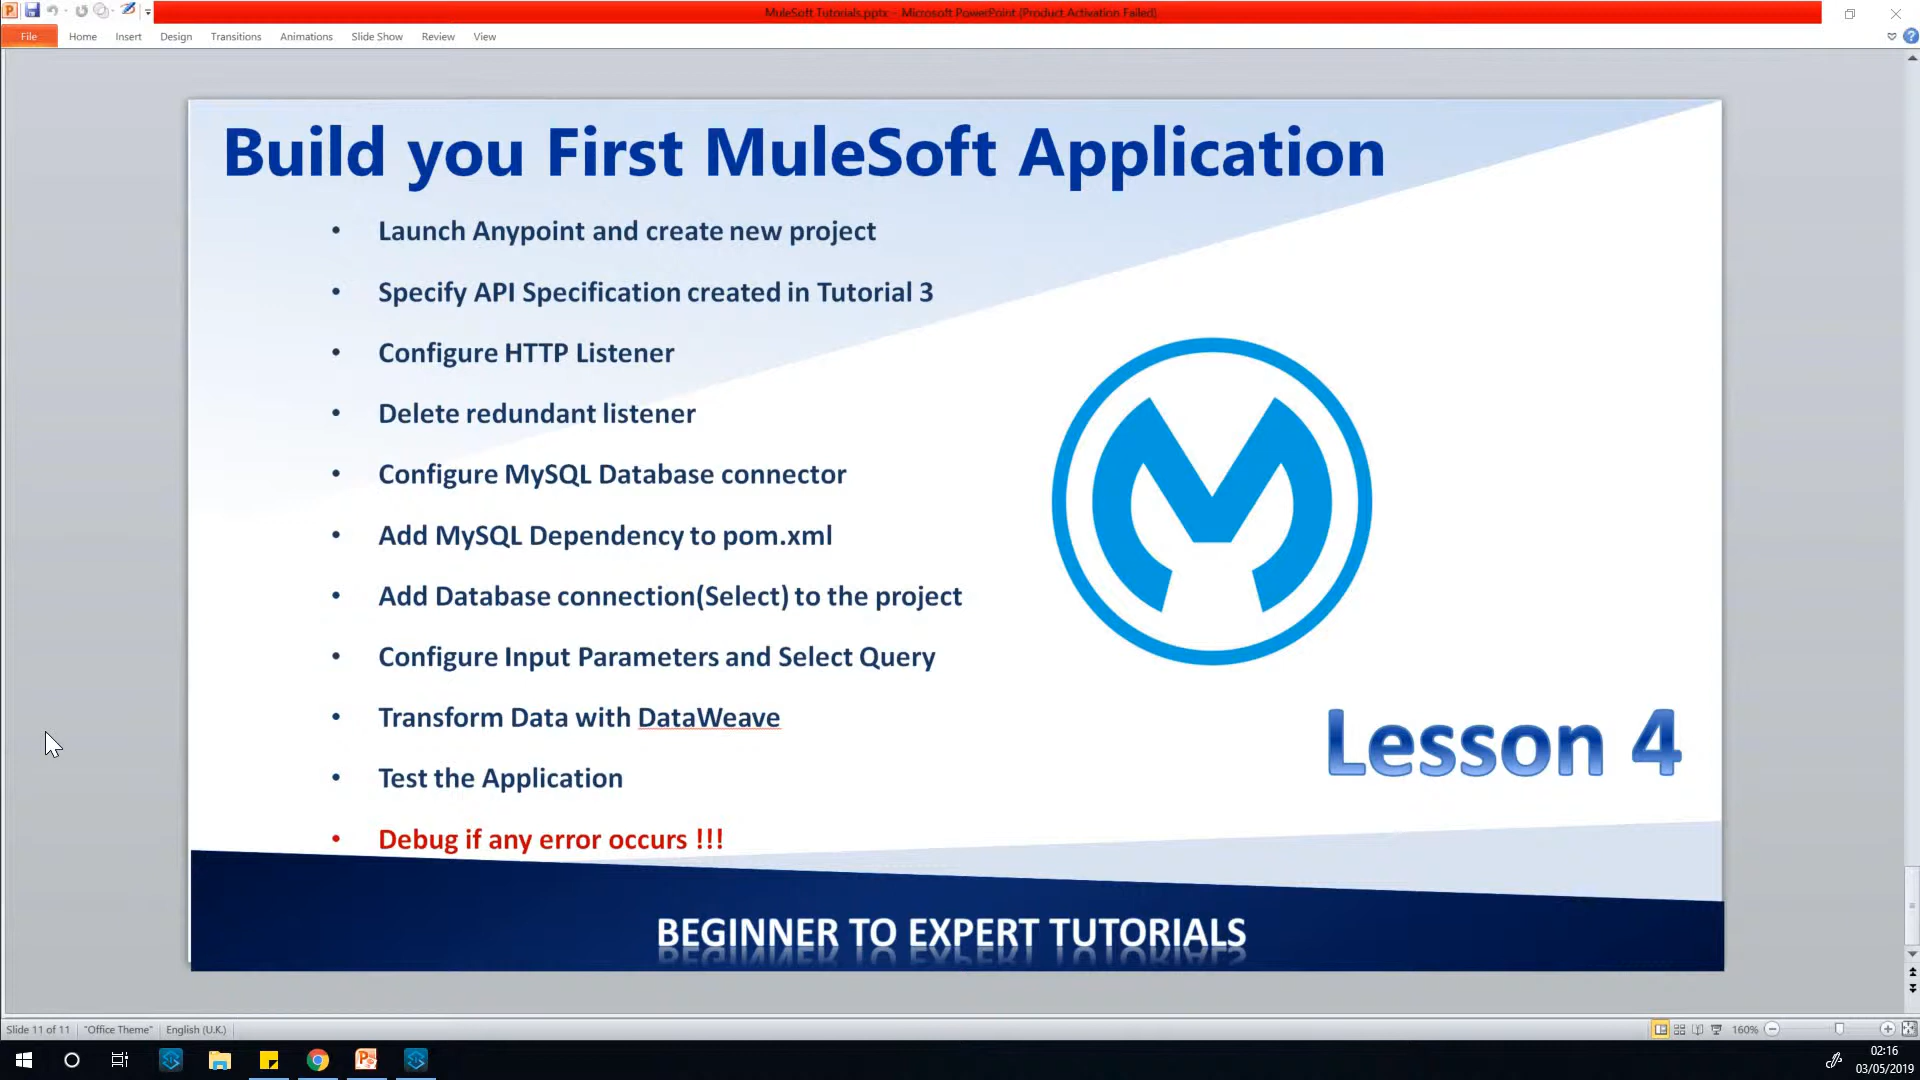 MuleSoft Tutorials.pptx - Microsoft PowerPoint (Product Activation Failed)
File Home Insert Design Transitions Animations Slide Show Review View
Build you First MuleSoft Application
• Launch Anypoint and create new project
• Specify API Specification created in Tutorial 3
• Configure HTTP Listener
• Delete redundant listener
• Configure MySQL Database connector
• Add MySQL Dependency to pom.xml
• Add Database connection(Select) to the project
• Configure Input Parameters and Select Query
• Transform Data with DataWeave
• Test the Application
• Debug if any error occurs !!!
Lesson 4
BEGINNER TO EXPERT TUTORIALS
Slide 11 of 11 "Office Theme" English (U.K.) 160%
02:16
03/05/2019